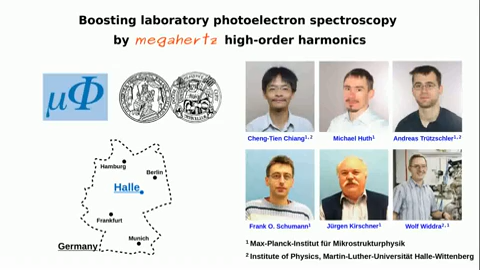 Boosting laboratory photoelectron spectroscopy
by megahertz high-order harmonics
μΦ
Cheng-Tien Chiang1,2
Michael Huth1
Andreas Trützschler1,2
Hamburg
Berlin
Halle
Frankfurt
Munich
Germany
Frank O. Schumann1
Jürgen Kirschner1
Wolf Widdra2,1
1 Max-Planck-Institut für Mikrostrukturphysik
2 Institute of Physics, Martin-Luther-Universität Halle-Wittenberg